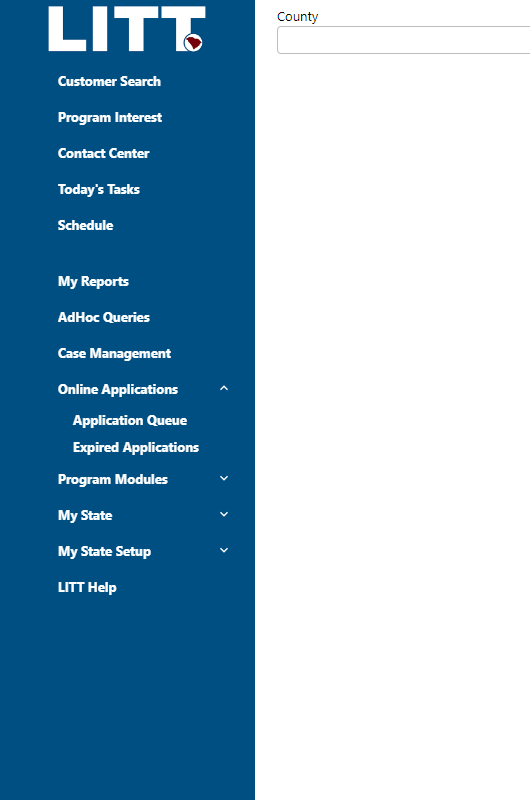 LITT
County
Customer Search
Program Interest
Contact Center
Today's Tasks
Schedule
My Reports
AdHoc Queries
Case Management
Online Applications
Application Queue
Expired Applications
Program Modules
My State
My State Setup
LITT Help